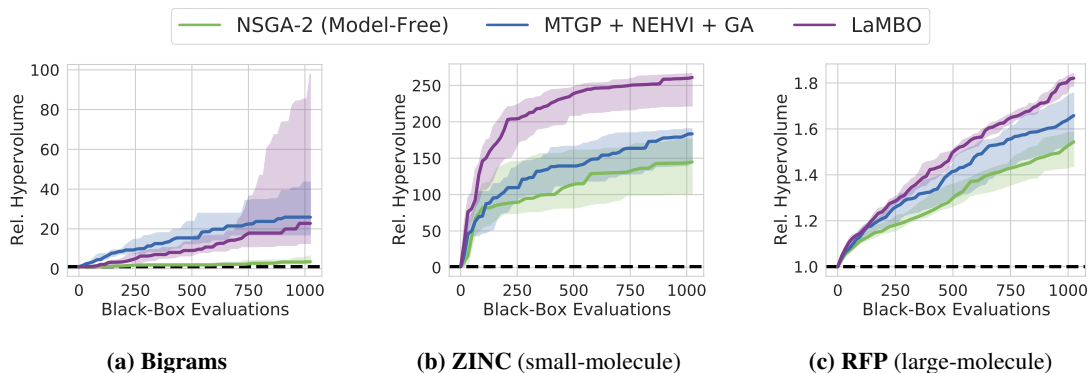 NSGA-2 (Model-Free) MTGP + NEHVI + GA LaMBO
Rel. Hypervolume
100
80
60
40
20
0
0 250 500 750 1000
Black-Box Evaluations
(a) Bigrams
Rel. Hypervolume
250
200
150
100
50
0
0 250 500 750 1000
Black-Box Evaluations
(b) ZINC (small-molecule)
Rel. Hypervolume
1.8
1.6
1.4
1.2
1.0
0 250 500 750 1000
Black-Box Evaluations
(c) RFP (large-molecule)